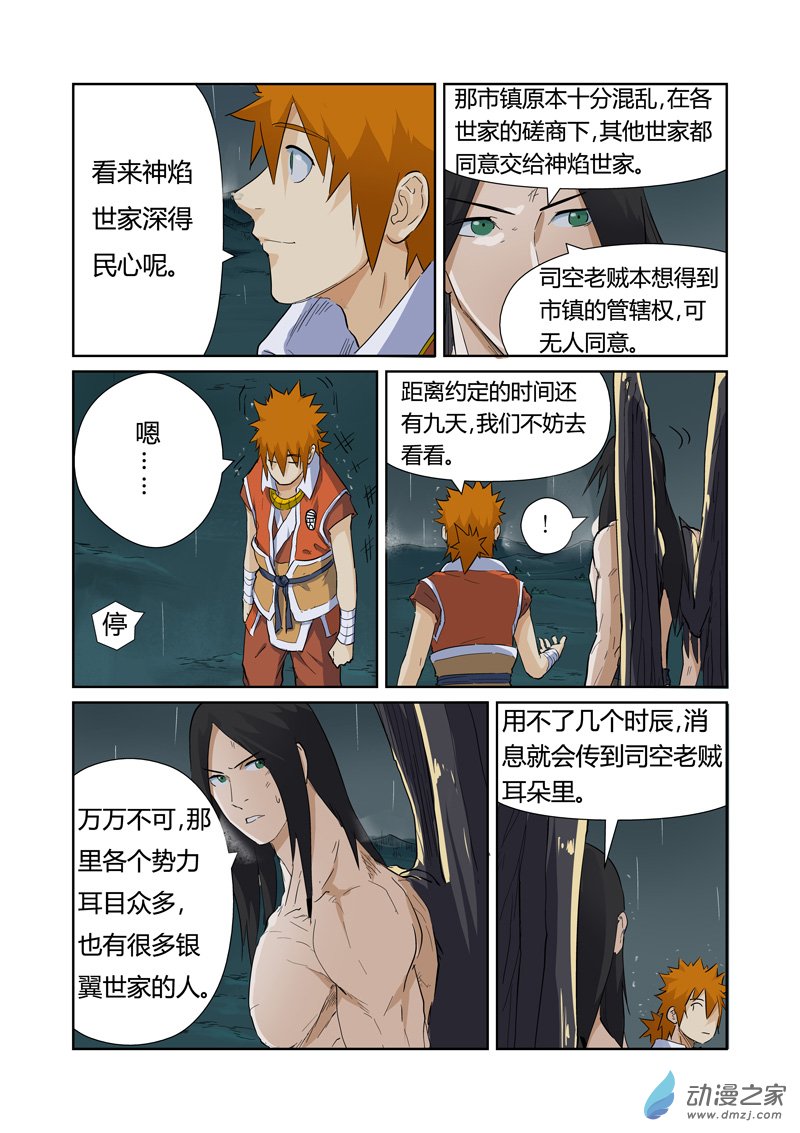 看来神焰
世家深得
民心呢。
那市镇原本十分混乱,在各
世家的磋商下,其他世家都
同意交给神焰世家。
司空老贼本想得到
市镇的管辖权,可
无人同意。
嗯
……
停
距离约定的时间还
有九天,我们不妨去
看看。
!
万万不可,那
里各个势力
耳目众多,
也有很多银
翼世家的人。
用不了几个时辰,消
息就会传到司空老贼
耳朵里。
动漫之家
www.dmzj.com